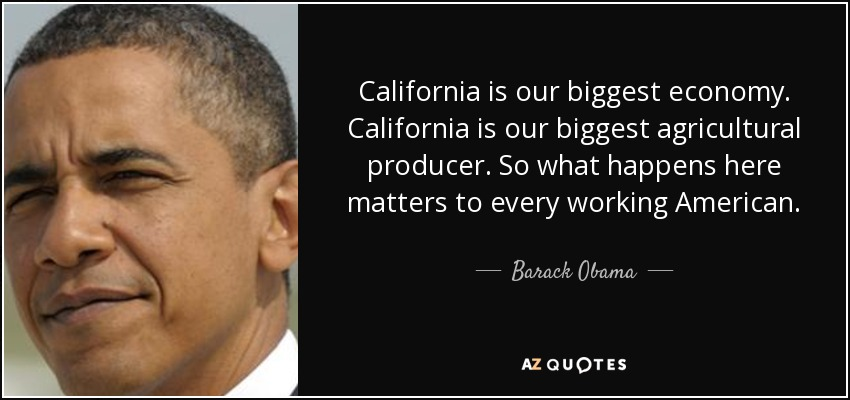 California is our biggest economy.
California is our biggest agricultural
producer. So what happens here
matters to every working American.
Barack Obama
AZ QUOTES